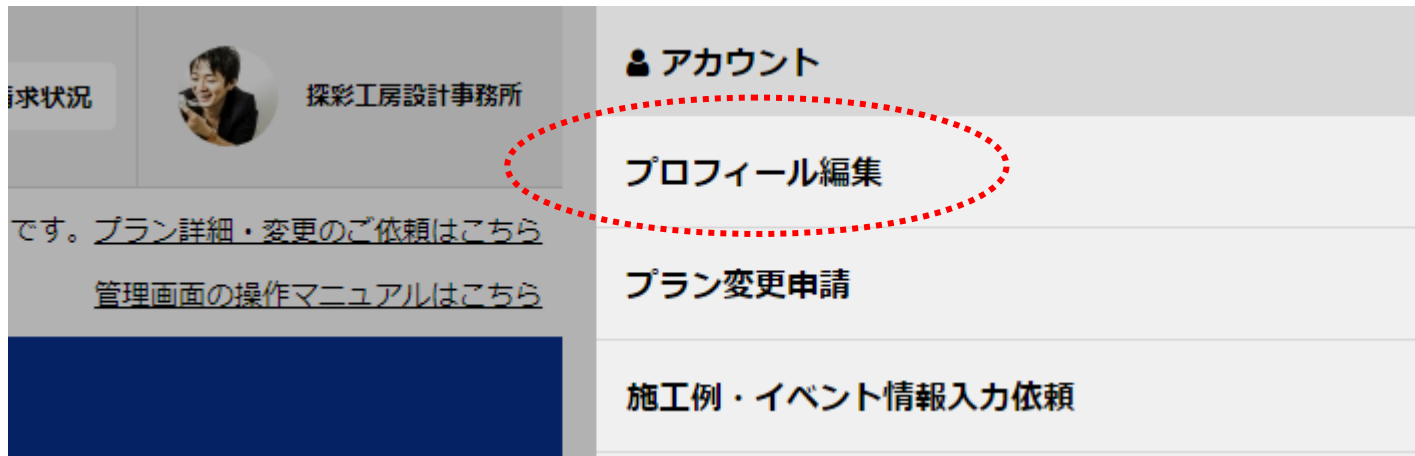 求状況
探彩工房設計事務所
です。プラン詳細・変更のご依頼はこちら
管理画面の操作マニュアルはこちら
アカウント
プロフィール編集
プラン変更申請
施工例・イベント情報入力依頼